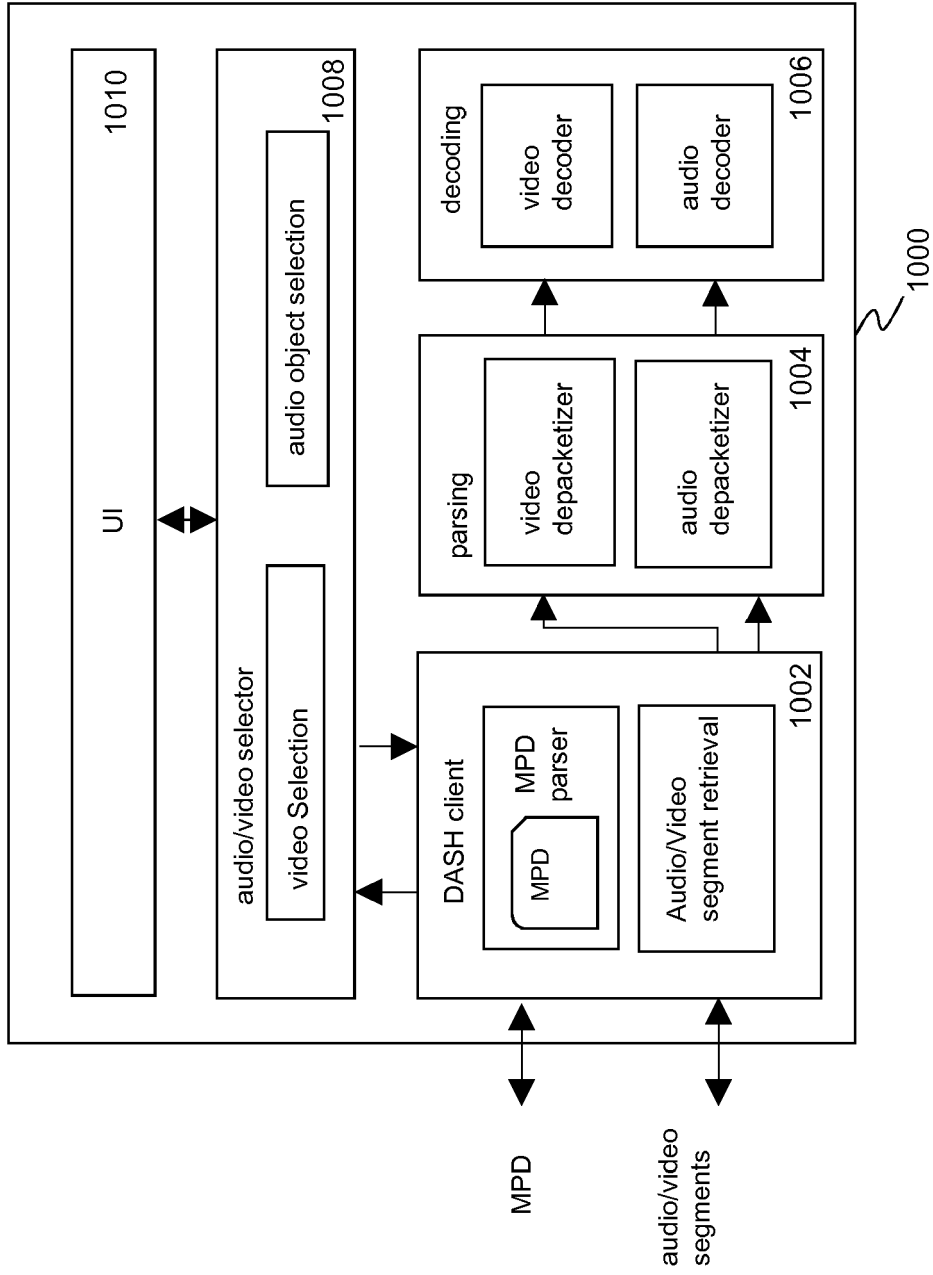 UI
1010
audio/video selector
video Selection
audio object selection
1008
DASH client
MPD
MPD
parser
Audio/Video
segment retrieval
1002
parsing
video
depacketizer
audio
depacketizer
1004
decoding
video
decoder
audio
decoder
1006
MPD
audio/video
segments
1000